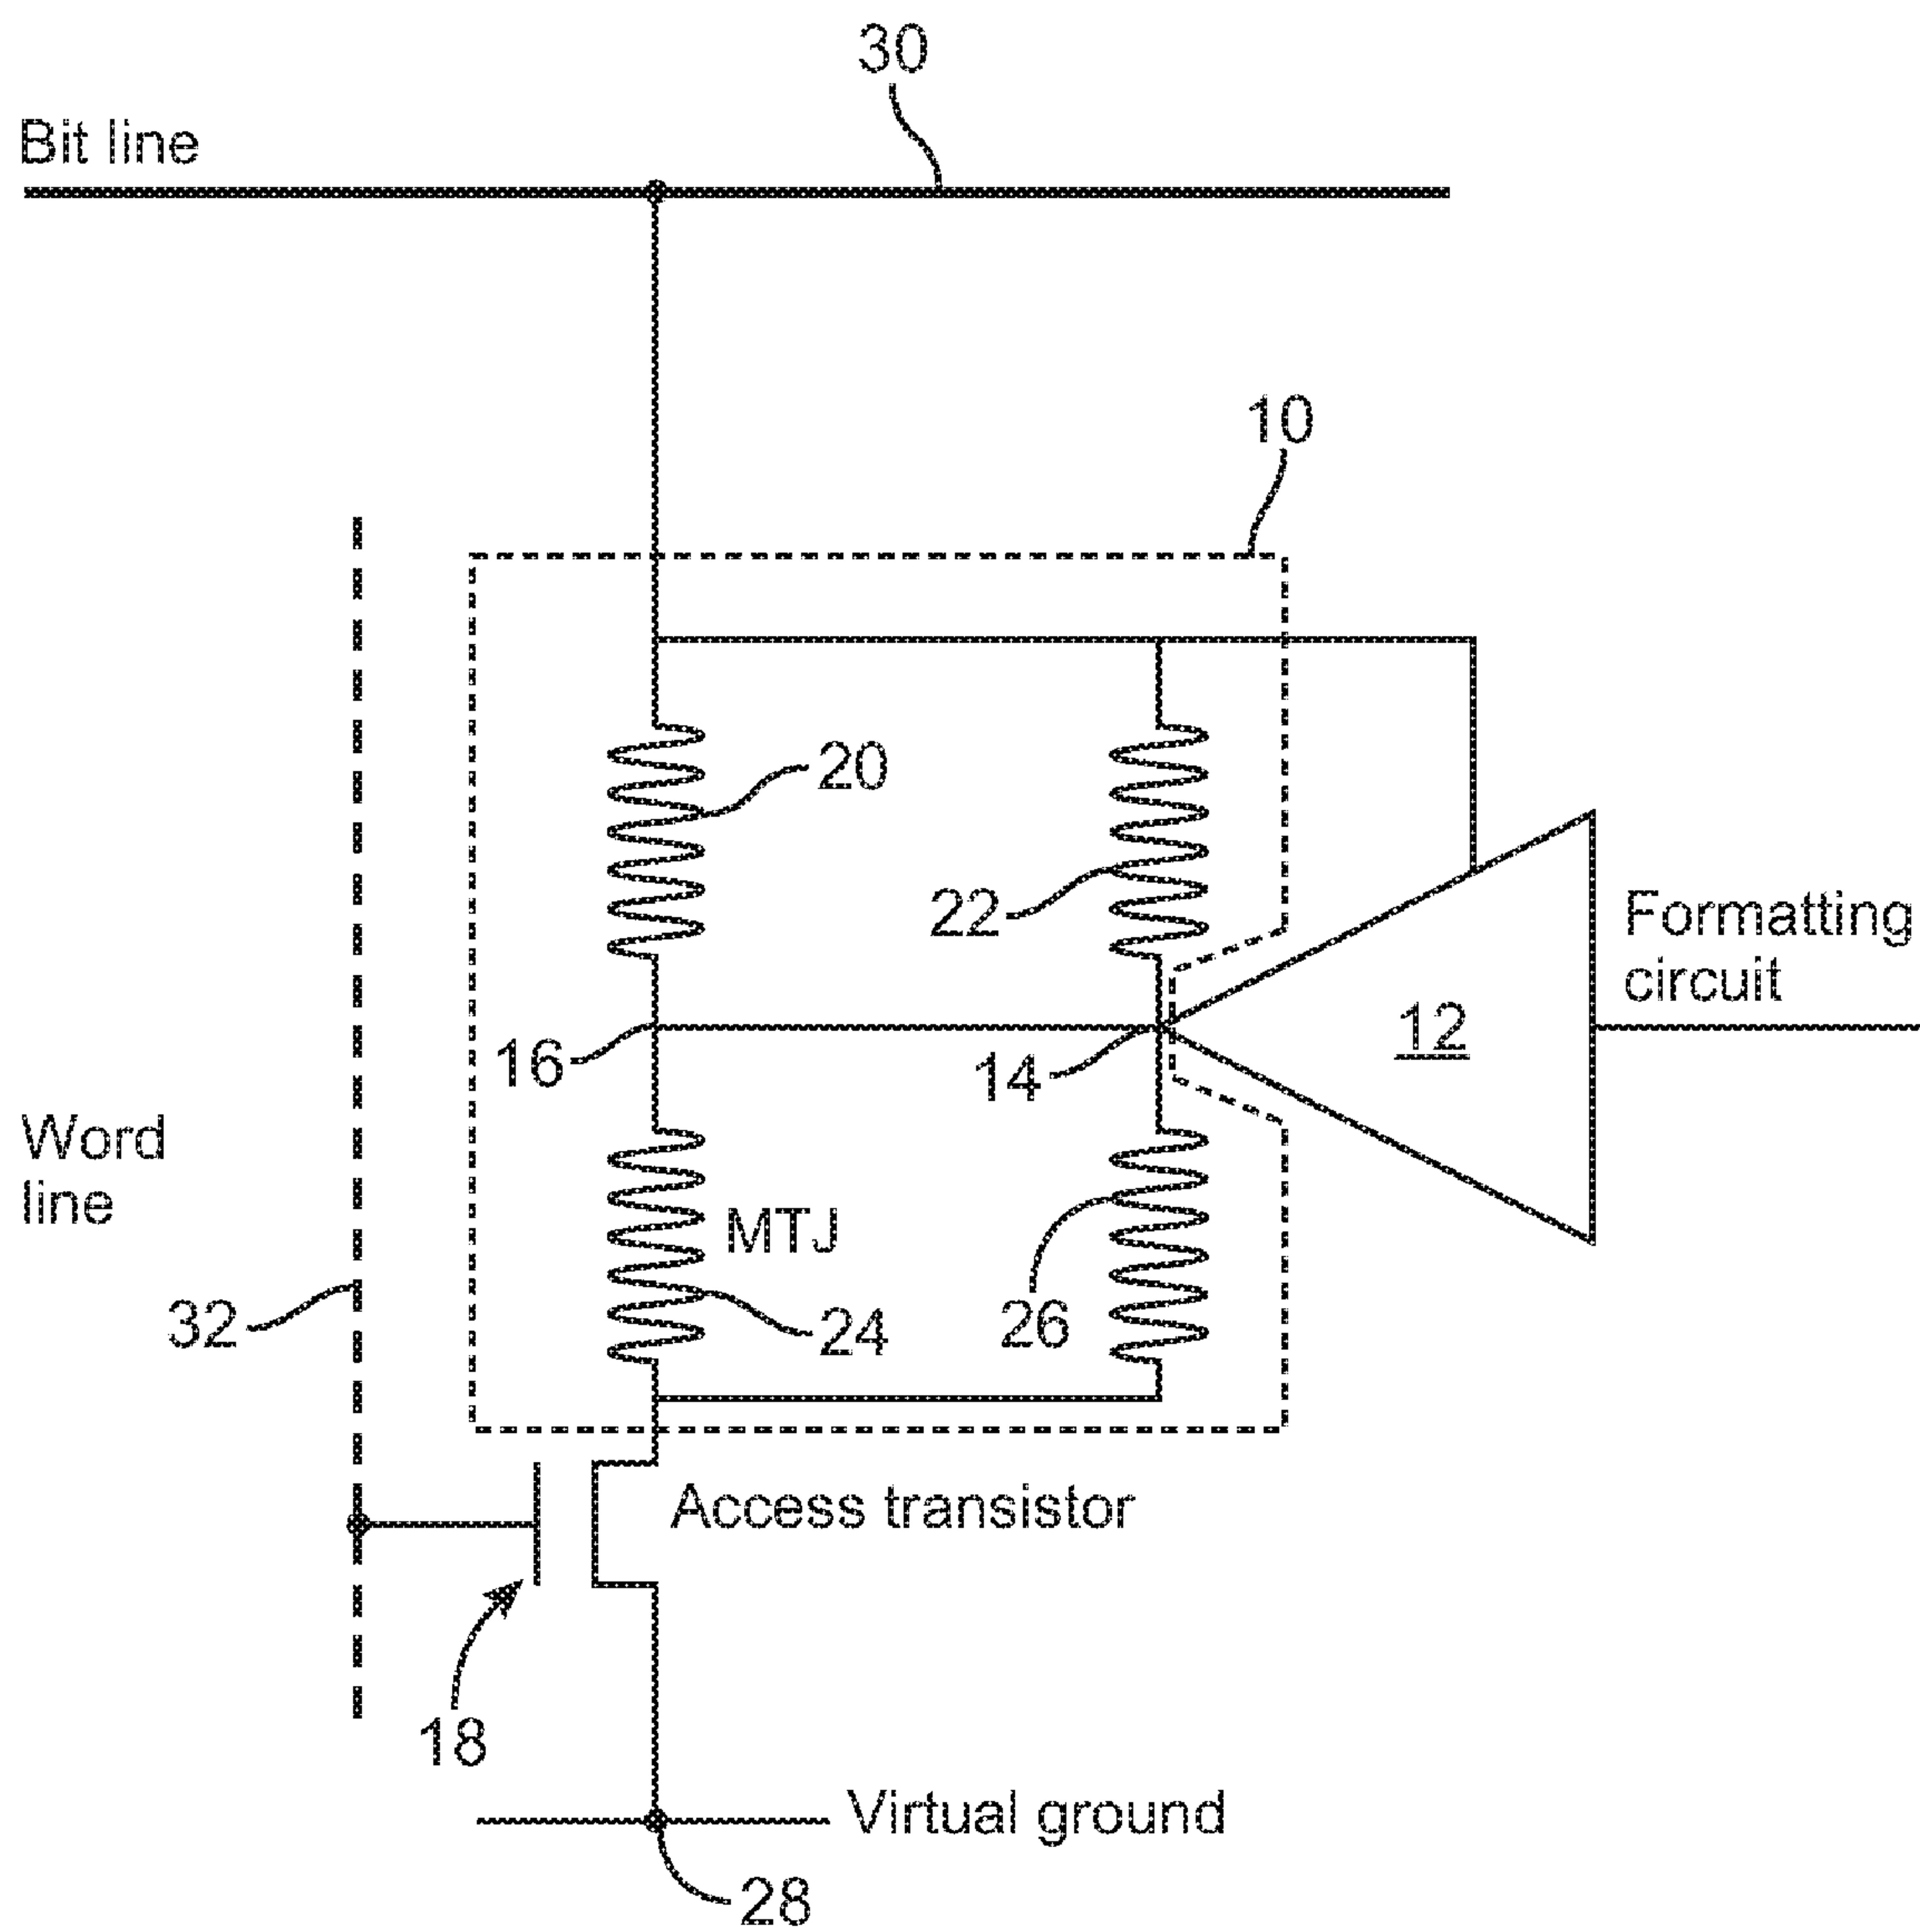 30
Bit line
10
20
22
Formatting
circuit
12
16
14
Word
line
MTJ
32
24
26
Access transistor
18
Virtual ground
28